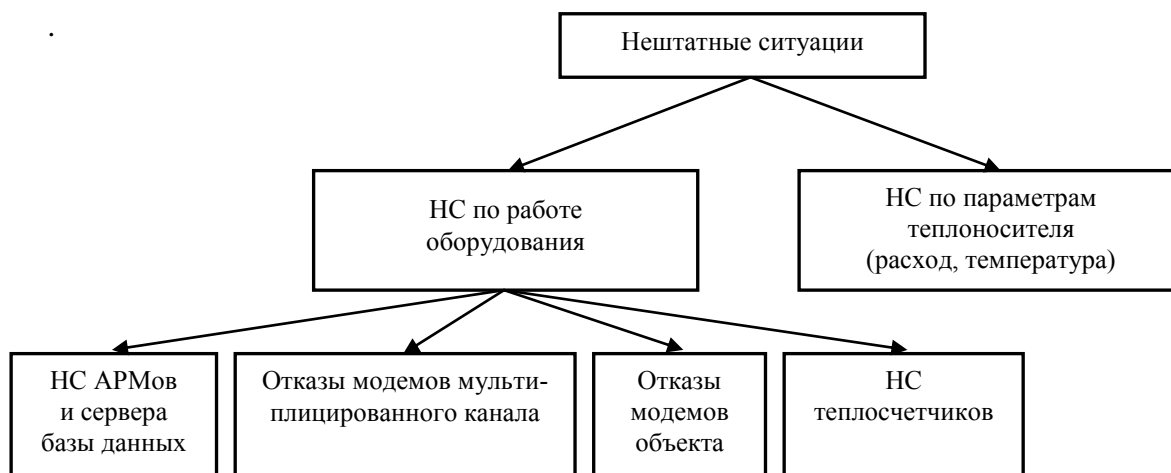 Нештатные ситуации
НС по работе
оборудования
НС по параметрам
теплоносителя
(расход, температура)
НС АРМов
и сервера
базы данных
Отказы модемов мульти-
плицированного канала
Отказы
модемов
объекта
НС
теплосчетчиков